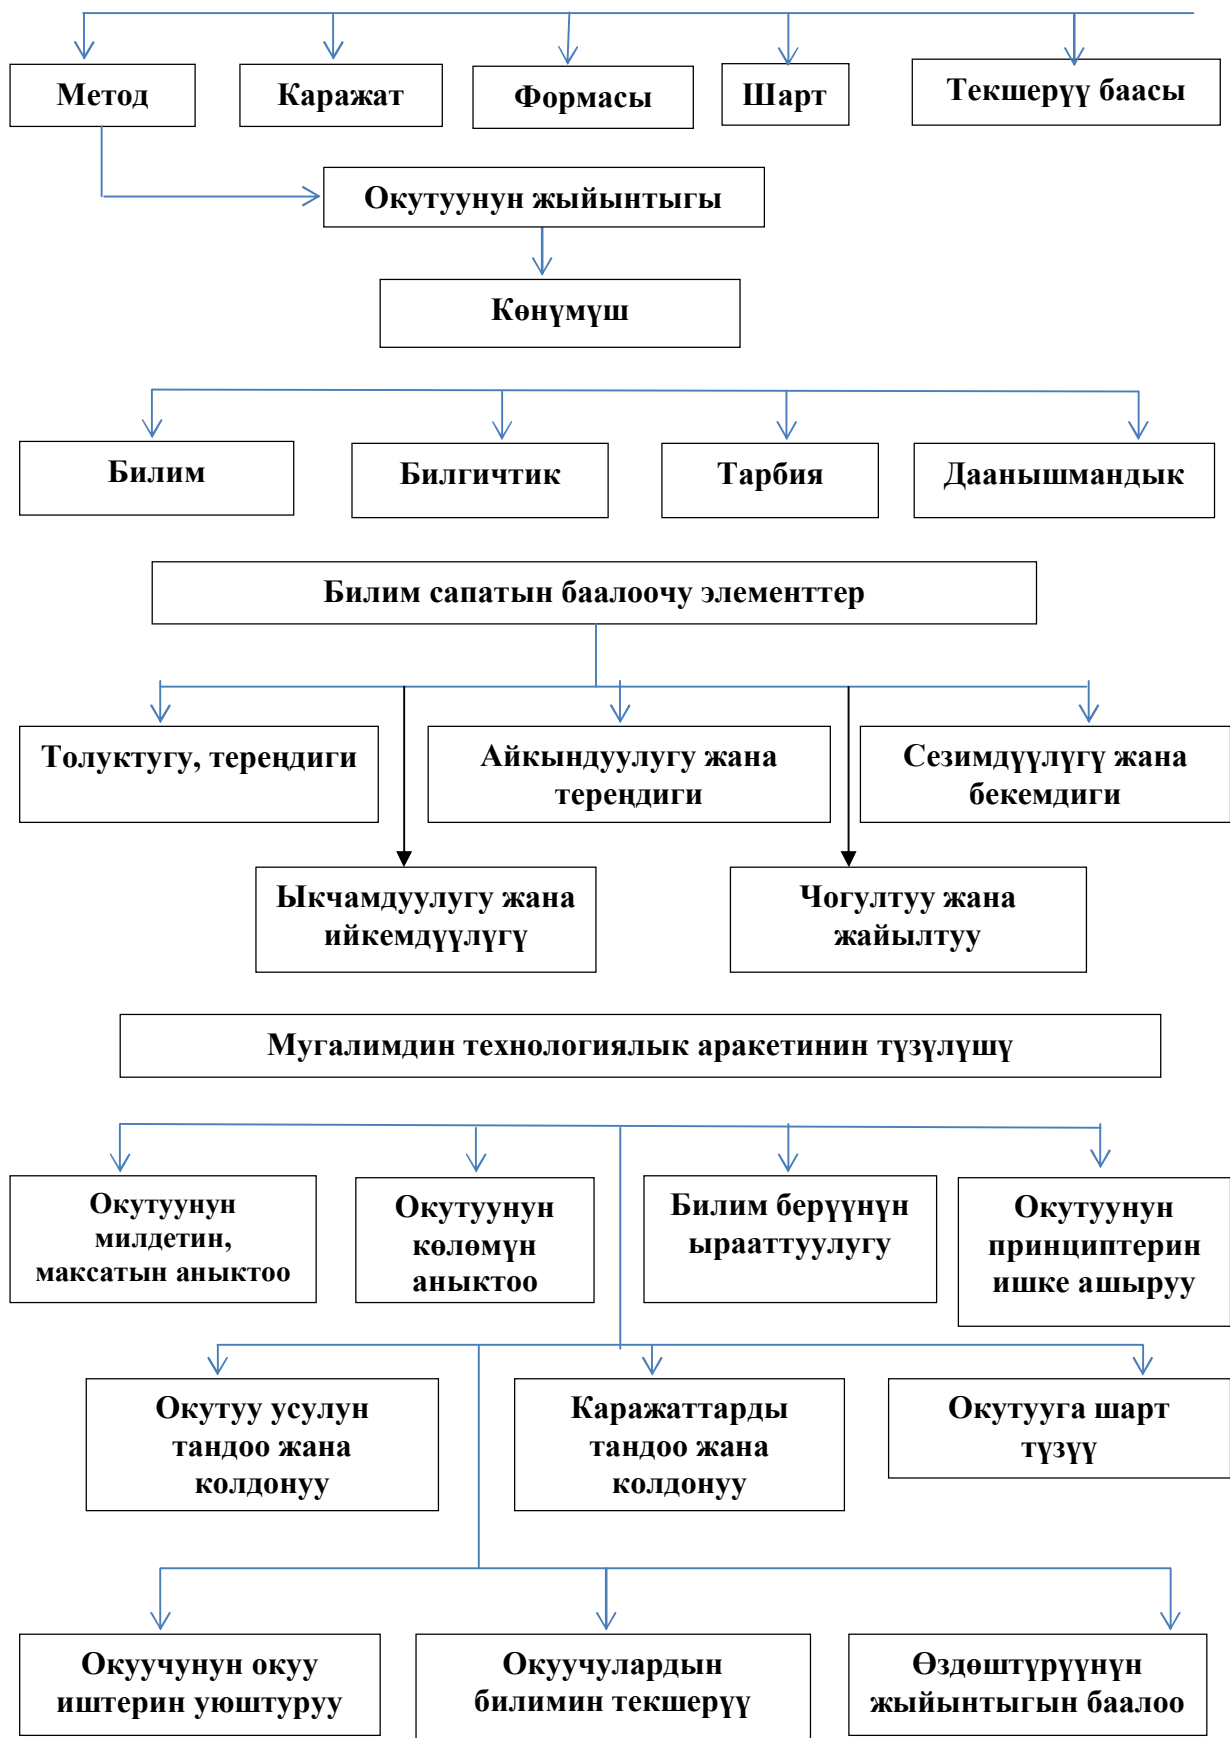 Метод
Каражат
Формасы
Шарт
Текшерүү баасы
Окутуунун жыйынтыгы
Көнүмүш
Билим
Билгичтик
Тарбия
Даанышмандык
Билим сапатын баалоочу элементтер
Толуктугу, тереңдиги
Айкындуулугу жана
тереңдиги
Сезимдүүлүгү жана
бекемдиги
Ыкчамдуулугу жана
ийкемдүүлүгү
Чогултуу жана
жайылтуу
Мугалимдин технологиялык аракетинин түзүлүшү
Окутуунун
милдетин,
максатын аныктоо
Окутуунун
көлөмүн
аныктоо
Билим берүүнүн
ырааттуулугу
Окутуунун
принциптерин
ишке ашыруу
Окутуу усулун
тандоо жана
колдонуу
Каражаттарды
тандоо жана
колдонуу
Окутууга шарт
түзүү
Окуучунун окуу
иштерин уюштуруу
Окуучулардын
билимин текшерүү
Өздөштүрүүнүн
жыйынтыгын баалоо